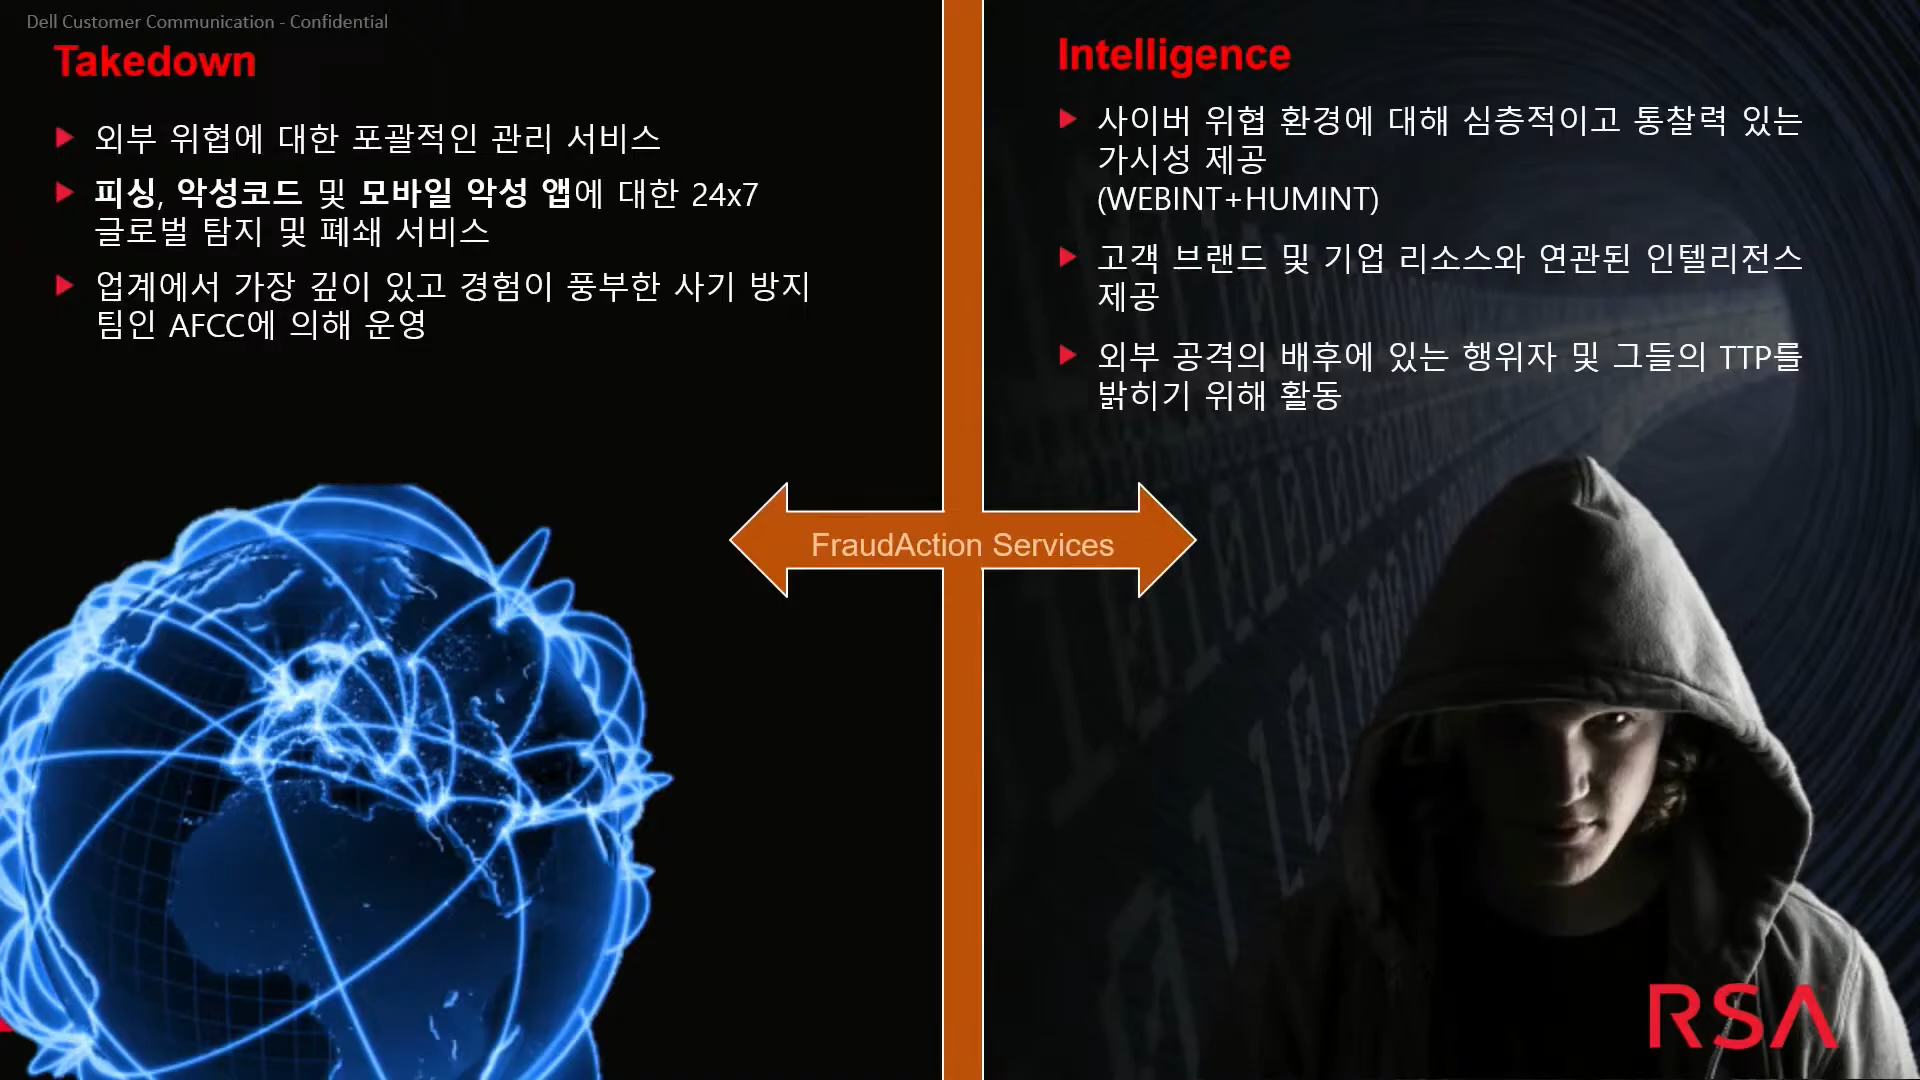 Dell Customer Communication - Confidential
Takedown
외부 위협에 대한 포괄적인 관리 서비스
피싱, 악성코드 및 모바일 악성 앱에 대한 24x7
글로벌 탐지 및 폐쇄 서비스
업계에서 가장 깊이 있고 경험이 풍부한 사기 방지
팀인 AFCC에 의해 운영
Intelligence
사이버 위협 환경에 대해 심층적이고 통찰력 있는
가시성 제공
(WEBINT+HUMINT)
고객 브랜드 및 기업 리소스와 연관된 인텔리전스
제공
외부 공격의 배후에 있는 행위자 및 그들의 TTP를
밝히기 위해 활동
FraudAction Services
RSA